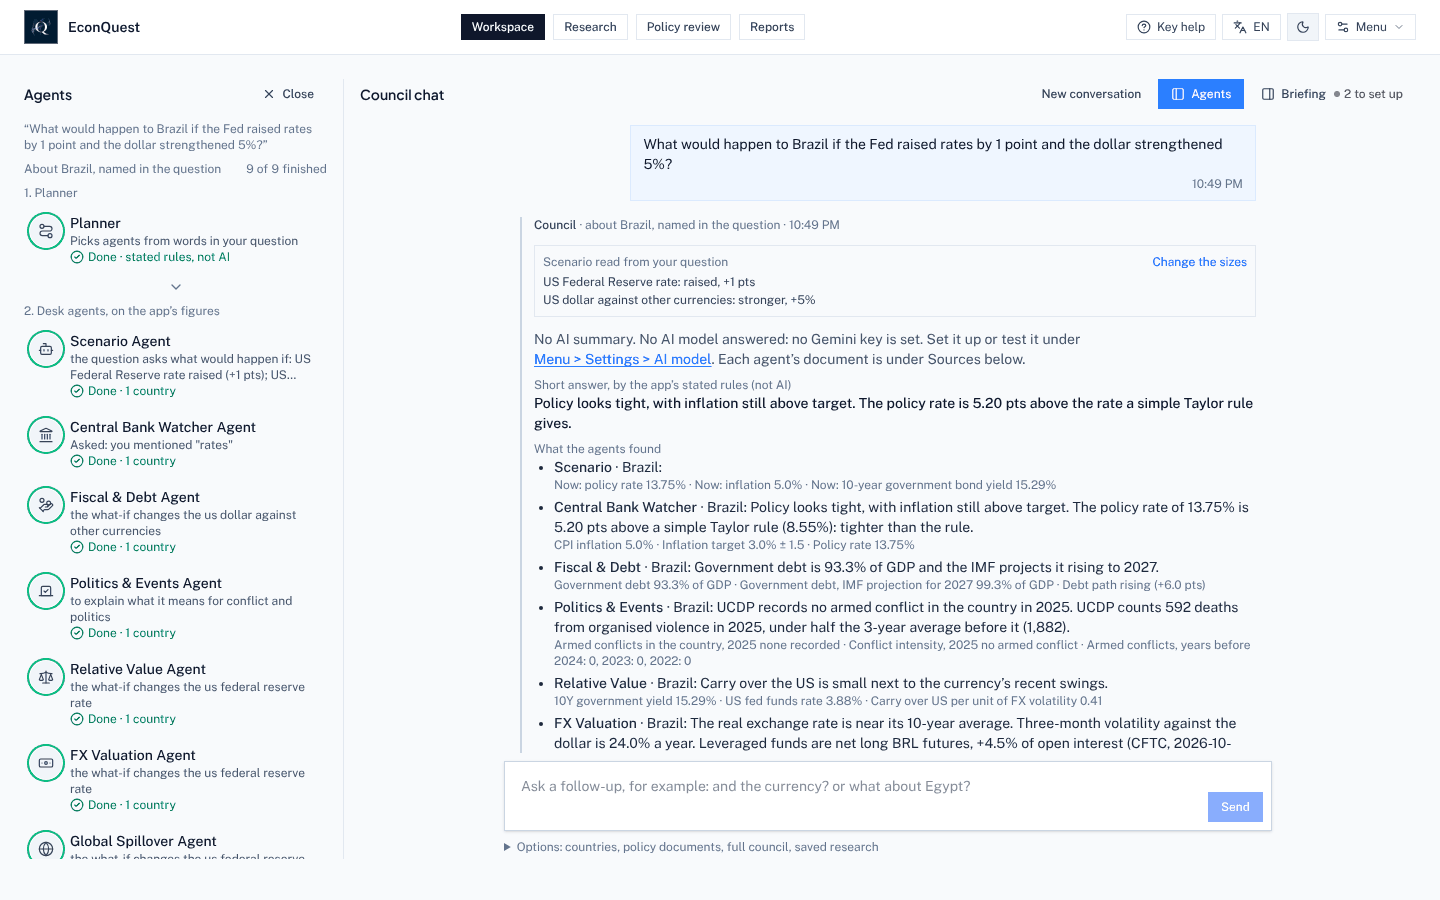 EconQuest
Workspace
Research
Policy review
Reports
Key help
EN
Menu
Agents
Close
“What would happen to Brazil if the Fed raised rates
by 1 point and the dollar strengthened 5%?”
About Brazil, named in the question
9 of 9 finished
1. Planner
Planner
Picks agents from words in your question
Done · stated rules, not AI
2. Desk agents, on the app’s figures
Scenario Agent
the question asks what would happen if: US
Federal Reserve rate raised (+1 pts); US...
Done · 1 country
Central Bank Watcher Agent
Asked: you mentioned "rates"
Done · 1 country
Fiscal & Debt Agent
the what-if changes the us dollar against
other currencies
Done · 1 country
Politics & Events Agent
to explain what it means for conflict and
politics
Done · 1 country
Relative Value Agent
the what-if changes the us federal reserve
rate
Done · 1 country
FX Valuation Agent
the what-if changes the us federal reserve
rate
Done · 1 country
Global Spillover Agent
the what-if changes the us federal reserve
Council chat
New conversation
Agents
Briefing
2 to set up
What would happen to Brazil if the Fed raised rates by 1 point and the dollar strengthened
5%?
10:49 PM
Council · about Brazil, named in the question · 10:49 PM
Scenario read from your question
Change the sizes
US Federal Reserve rate: raised, +1 pts
US dollar against other currencies: stronger, +5%
No AI summary. No AI model answered: no Gemini key is set. Set it up or test it under
Menu > Settings > AI model. Each agent’s document is under Sources below.
Short answer, by the app’s stated rules (not AI)
Policy looks tight, with inflation still above target. The policy rate is 5.20 pts above the rate a simple Taylor rule
gives.
What the agents found
• Scenario · Brazil:
Now: policy rate 13.75% · Now: inflation 5.0% · Now: 10-year government bond yield 15.29%
• Central Bank Watcher · Brazil: Policy looks tight, with inflation still above target. The policy rate of 13.75% is
5.20 pts above a simple Taylor rule (8.55%): tighter than the rule.
CPI inflation 5.0% · Inflation target 3.0% ± 1.5 · Policy rate 13.75%
• Fiscal & Debt · Brazil: Government debt is 93.3% of GDP and the IMF projects it rising to 2027.
Government debt 93.3% of GDP · Government debt, IMF projection for 2027 99.3% of GDP · Debt path rising (+6.0 pts)
• Politics & Events · Brazil: UCDP records no armed conflict in the country in 2025. UCDP counts 592 deaths
from organised violence in 2025, under half the 3-year average before it (1,882).
Armed conflicts in the country, 2025 none recorded · Conflict intensity, 2025 no armed conflict · Armed conflicts, years before
2024: 0, 2023: 0, 2022: 0
• Relative Value · Brazil: Carry over the US is small next to the currency’s recent swings.
10Y government yield 15.29% · US fed funds rate 3.88% · Carry over US per unit of FX volatility 0.41
• FX Valuation · Brazil: The real exchange rate is near its 10-year average. Three-month volatility against the
dollar is 24.0% a year. Leveraged funds are net long BRL futures, +4.5% of open interest (CFTC, 2026-10-
Ask a follow-up, for example: and the currency? or what about Egypt?
Send
Options: countries, policy documents, full council, saved research